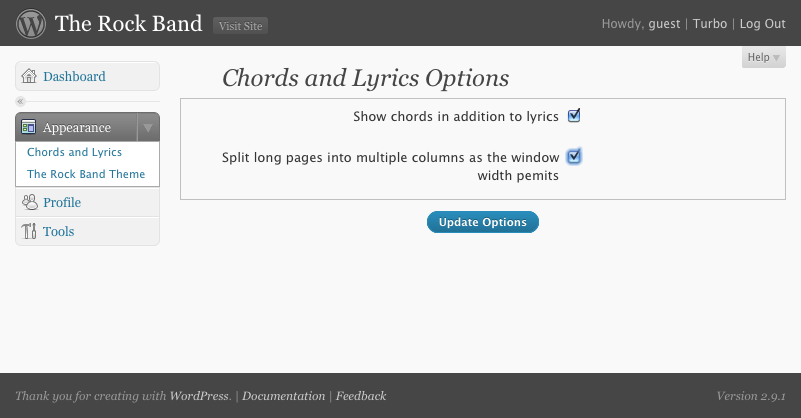 The Rock Band Visit Site Howdy, guest | Turbo | Log Out
Help
Dashboard
Appearance
Chords and Lyrics
The Rock Band Theme
Profile
Tools
Chords and Lyrics Options
Show chords in addition to lyrics
Split long pages into multiple columns as the window
width pemits
Update Options
Thank you for creating with WordPress. | Documentation | Feedback Version 2.9.1